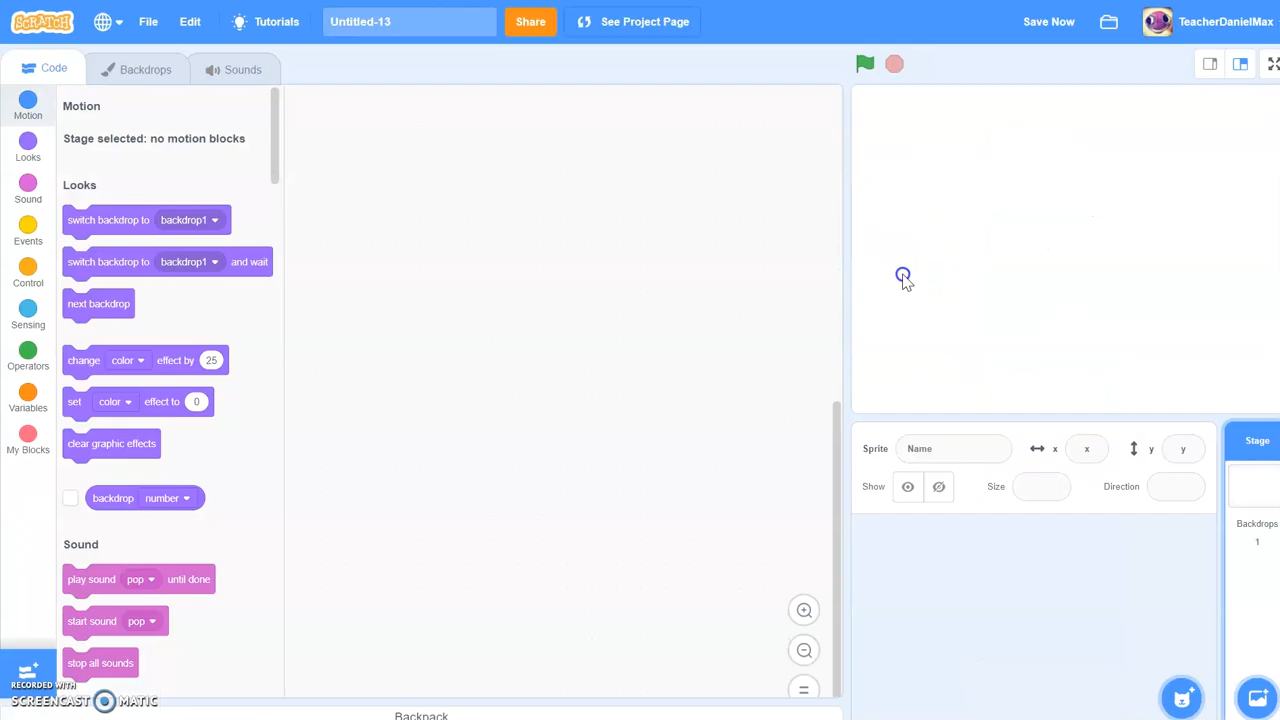 SCRATCH File Edit Tutorials Untitled-13 Share See Project Page Save Now TeacherDanielMax
Code Backdrops Sounds
Motion
Looks
Sound
Events
Control
Sensing
Operators
Variables
My Blocks
Motion
Stage selected: no motion blocks
Looks
switch backdrop to backdrop1
switch backdrop to backdrop1 and wait
next backdrop
change color effect by 25
set color effect to 0
clear graphic effects
backdrop number
Sound
play sound pop until done
start sound pop
stop all sounds
Backpack
Sprite Name x x y y
Show Size Direction
Stage
Backdrops
1
RECORDED WITH
SCREENCAST MATIC